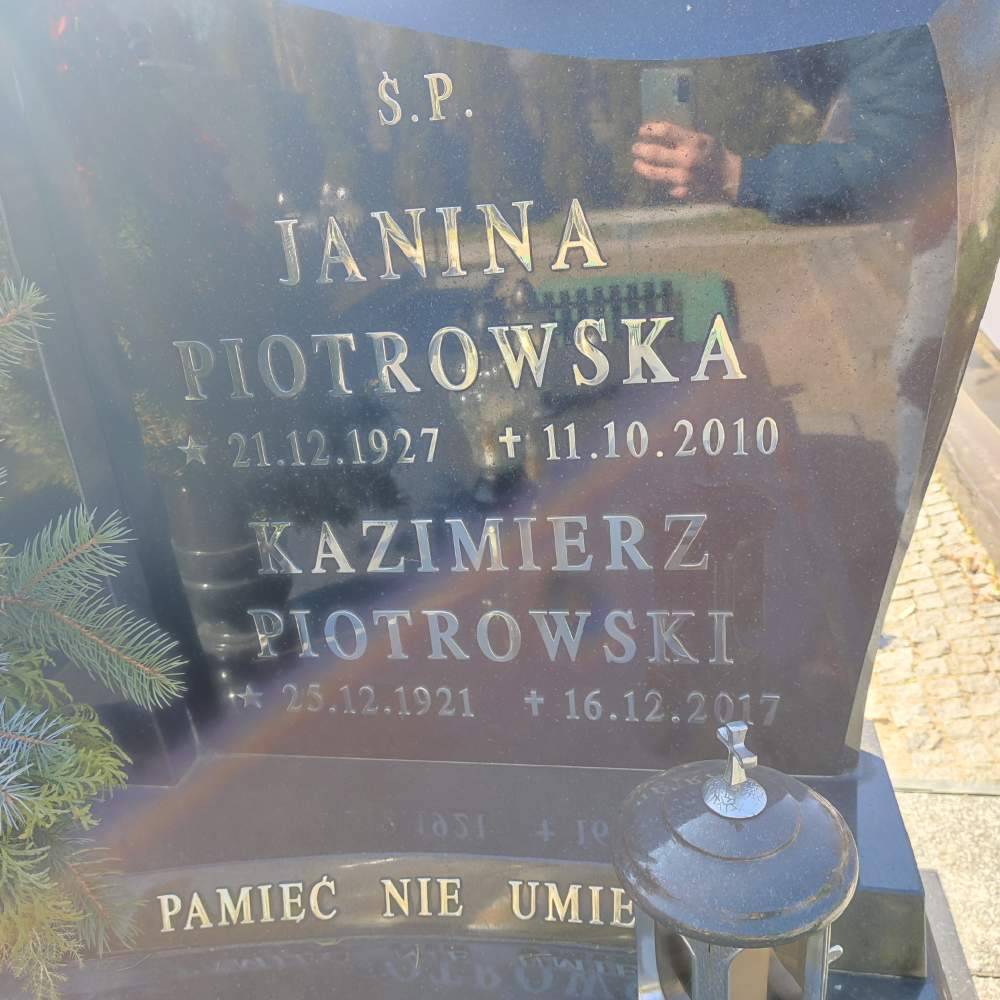 Ś.P.
JANINA
PIOTROWSKA
★ 21.12.1927 ✝ 11.10.2010
KAZIMIERZ
PIOTROWSKI
★ 25.12.1921 ✝ 16.12.2017
PAMIĘĆ NIE UMIE